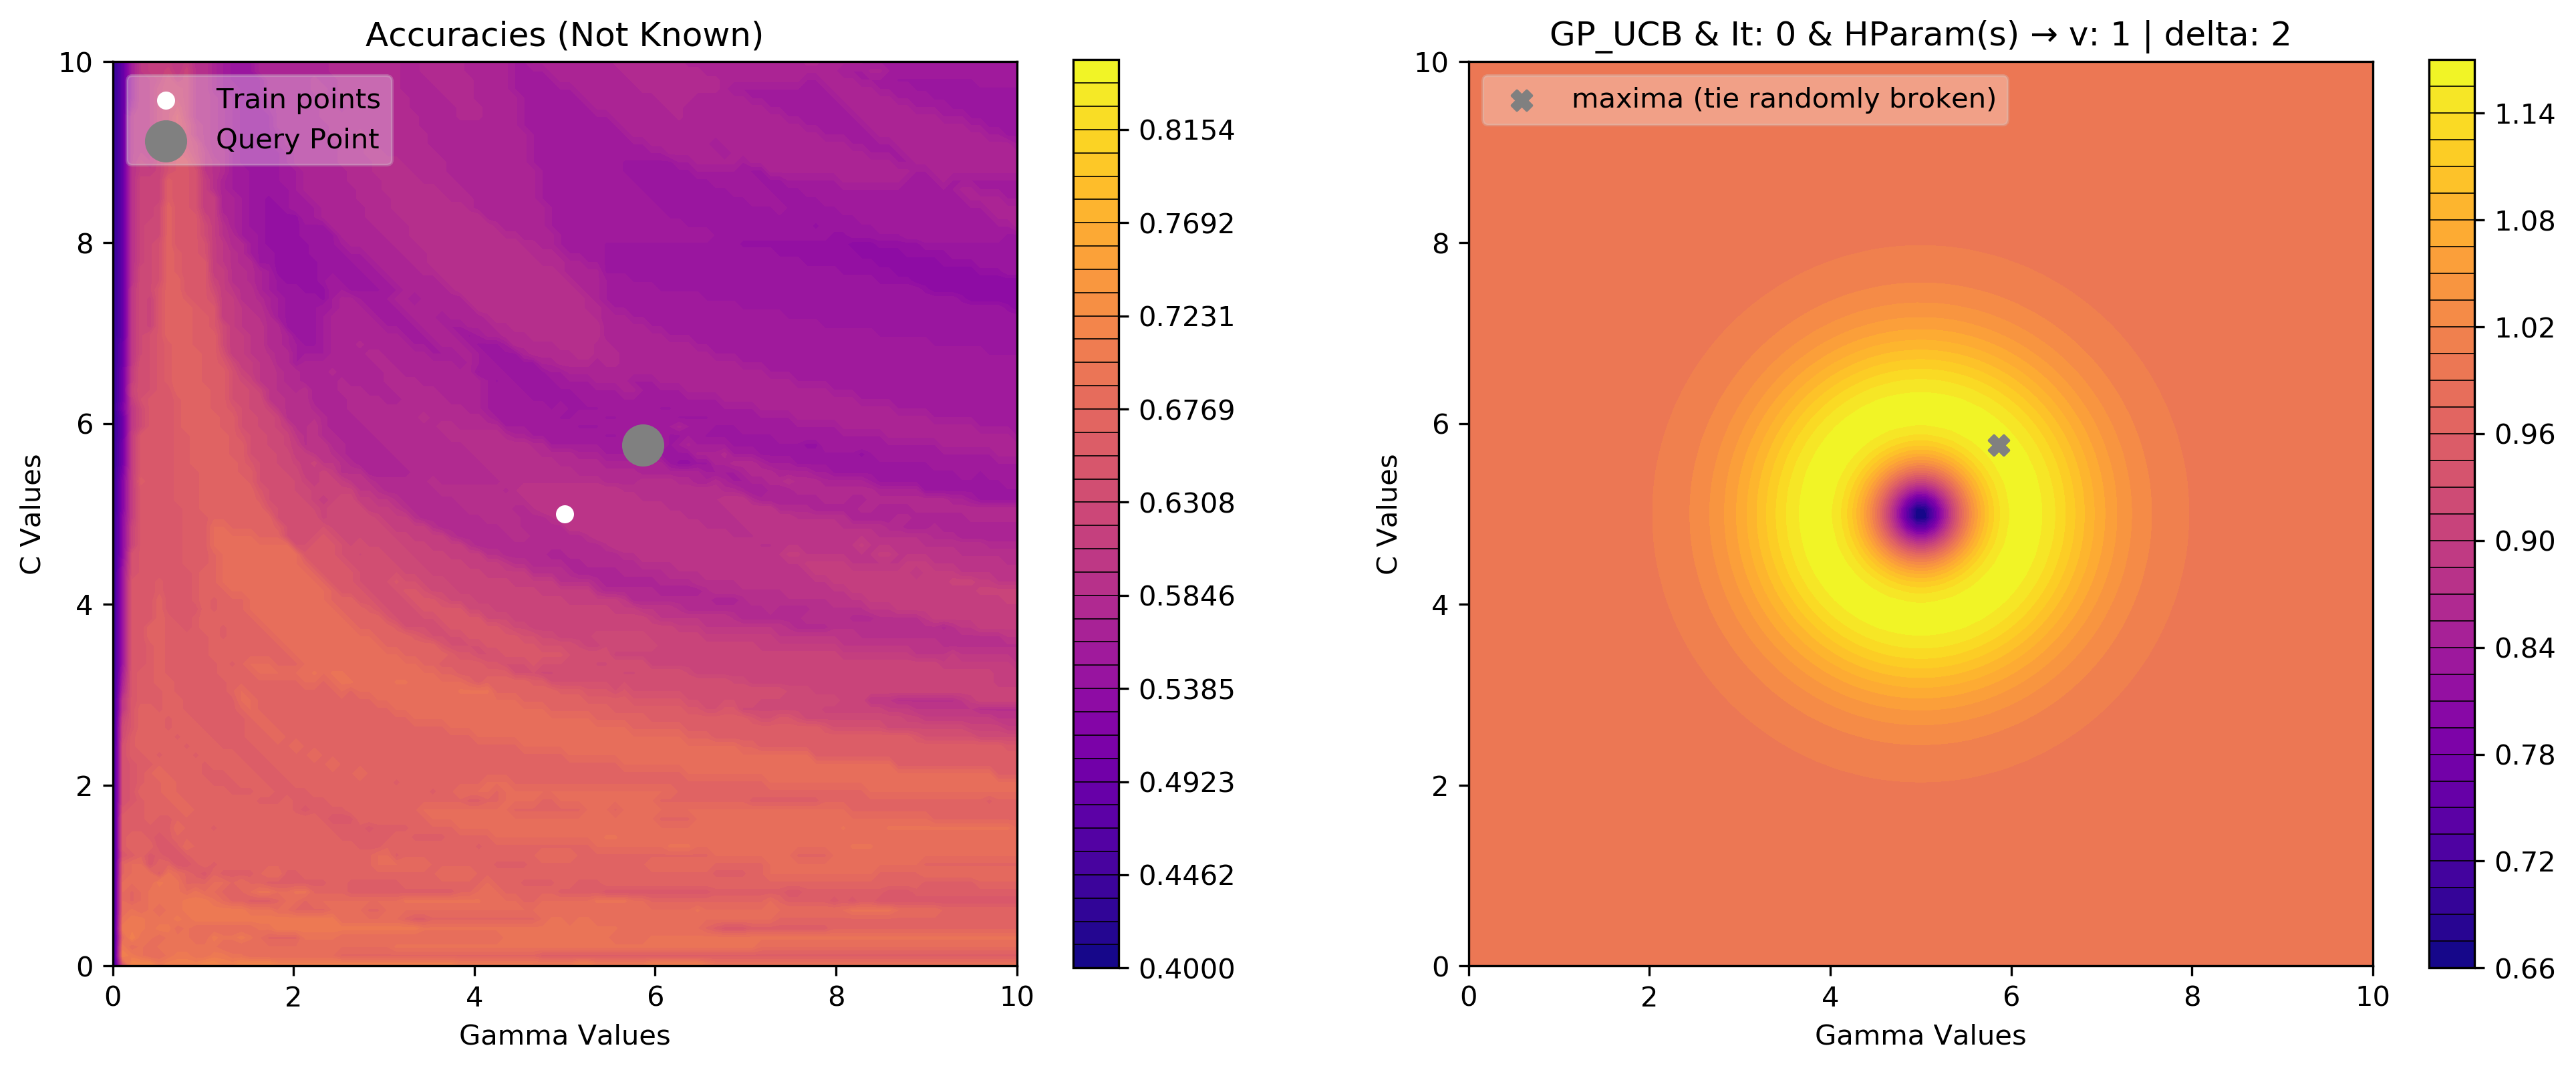 Accuracies (Not Known)
Train points
Query Point
10
8
6
4
2
0
C Values
0 2 4 6 8 10
Gamma Values
0.8154
0.7692
0.7231
0.6769
0.6308
0.5846
0.5385
0.4923
0.4462
0.4000
GP_UCB & It: 0 & HParam(s) → v: 1 | delta: 2
maxima (tie randomly broken)
10
8
6
4
2
0
C Values
0 2 4 6 8 10
Gamma Values
1.14
1.08
1.02
0.96
0.90
0.84
0.78
0.72
0.66